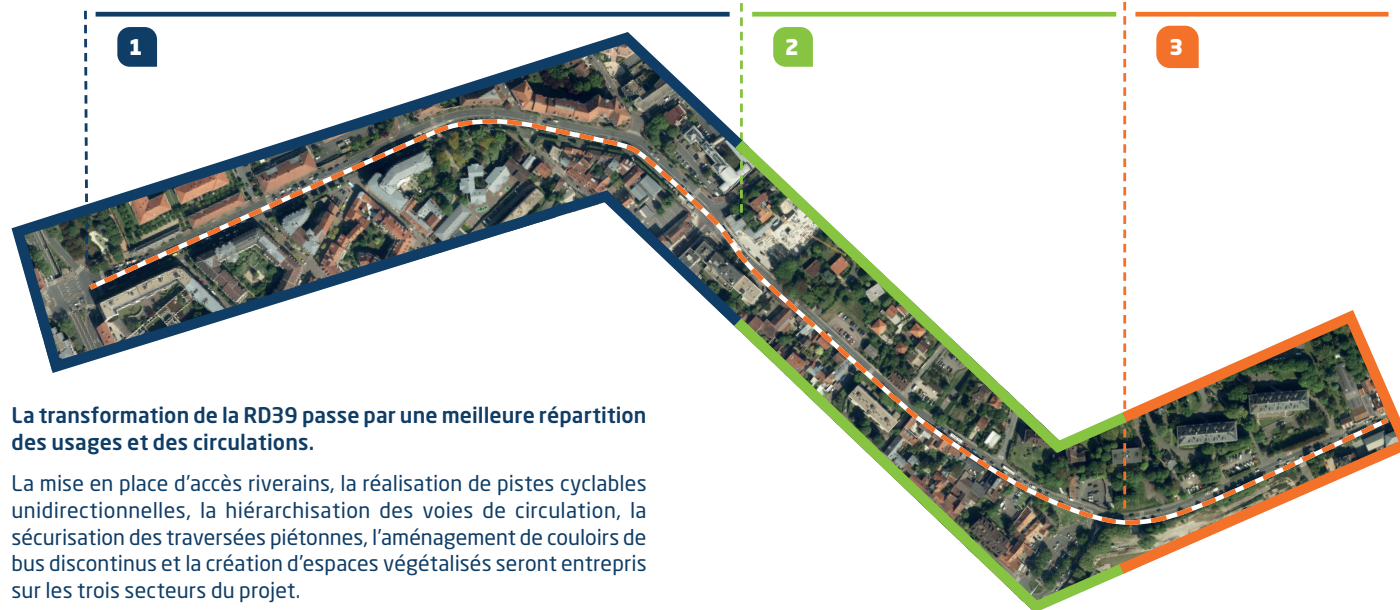 1
2
3
La transformation de la RD39 passe par une meilleure répartition
des usages et des circulations.
La mise en place d'accès riverains, la réalisation de pistes cyclables
unidirectionnelles, la hiérarchisation des voies de circulation, la
sécurisation des traversées piétonnes, l'aménagement de couloirs de
bus discontinus et la création d'espaces végétalisés seront entrepris
sur les trois secteurs du projet.